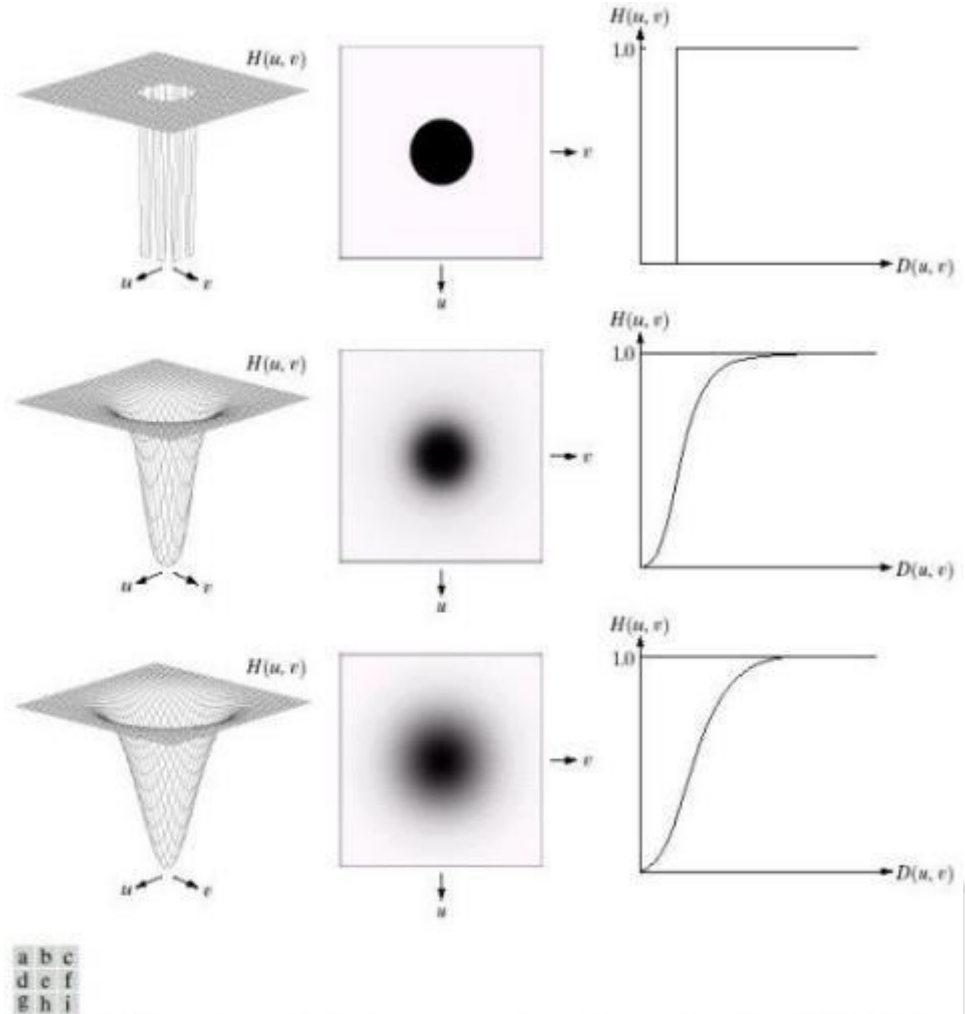 H(u, v)
u
v
v
u
H(u, v)
1.0
D(u, v)
H(u, v)
u
v
v
u
H(u, v)
1.0
D(u, v)
H(u, v)
u
v
v
u
H(u, v)
1.0
D(u, v)
a b c
d e f
g h i